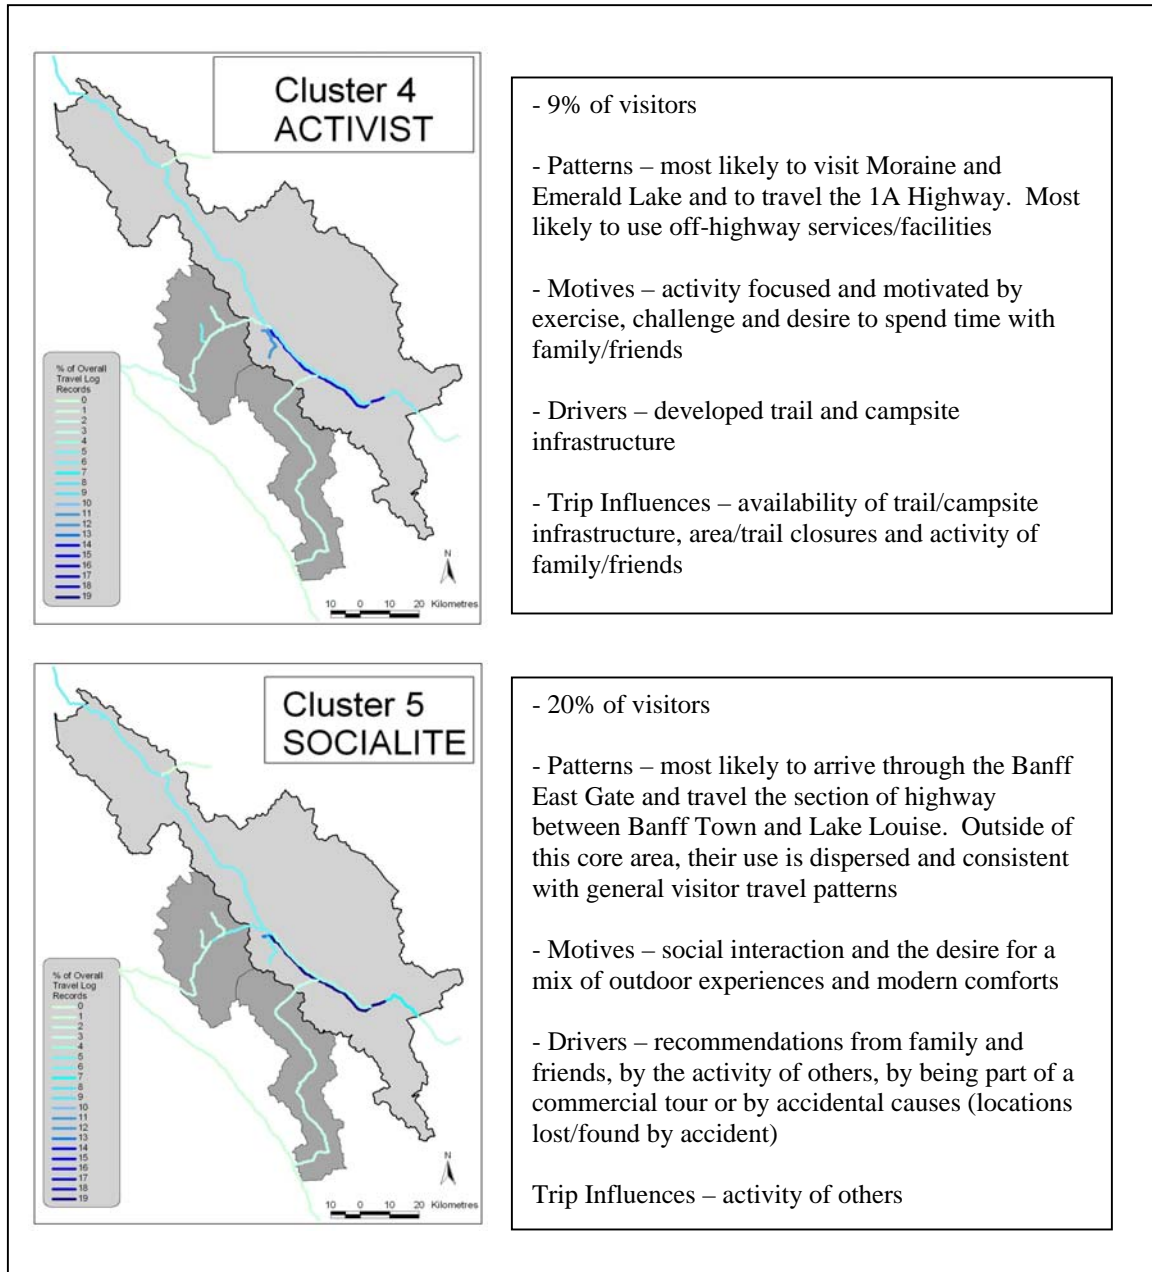 Cluster 4
ACTIVIST
% of Overall
Travel Log
Records
0
1
2
3
4
5
6
7
8
9
10
11
12
13
14
15
16
17
18
19
N
10 0 10 20 Kilometres
- 9% of visitors
- Patterns – most likely to visit Moraine and
Emerald Lake and to travel the 1A Highway.  Most
likely to use off-highway services/facilities
- Motives – activity focused and motivated by
exercise, challenge and desire to spend time with
family/friends
- Drivers – developed trail and campsite
infrastructure
- Trip Influences – availability of trail/campsite
infrastructure, area/trail closures and activity of
family/friends
Cluster 5
SOCIALITE
% of Overall
Travel Log
Records
0
1
2
3
4
5
6
7
8
9
10
11
12
13
14
15
16
17
18
19
N
10 0 10 20 Kilometres
- 20% of visitors
- Patterns – most likely to arrive through the Banff
East Gate and travel the section of highway
between Banff Town and Lake Louise.  Outside of
this core area, their use is dispersed and consistent
with general visitor travel patterns
- Motives – social interaction and the desire for a
mix of outdoor experiences and modern comforts
- Drivers – recommendations from family and
friends, by the activity of others, by being part of a
commercial tour or by accidental causes (locations
lost/found by accident)
Trip Influences – activity of others